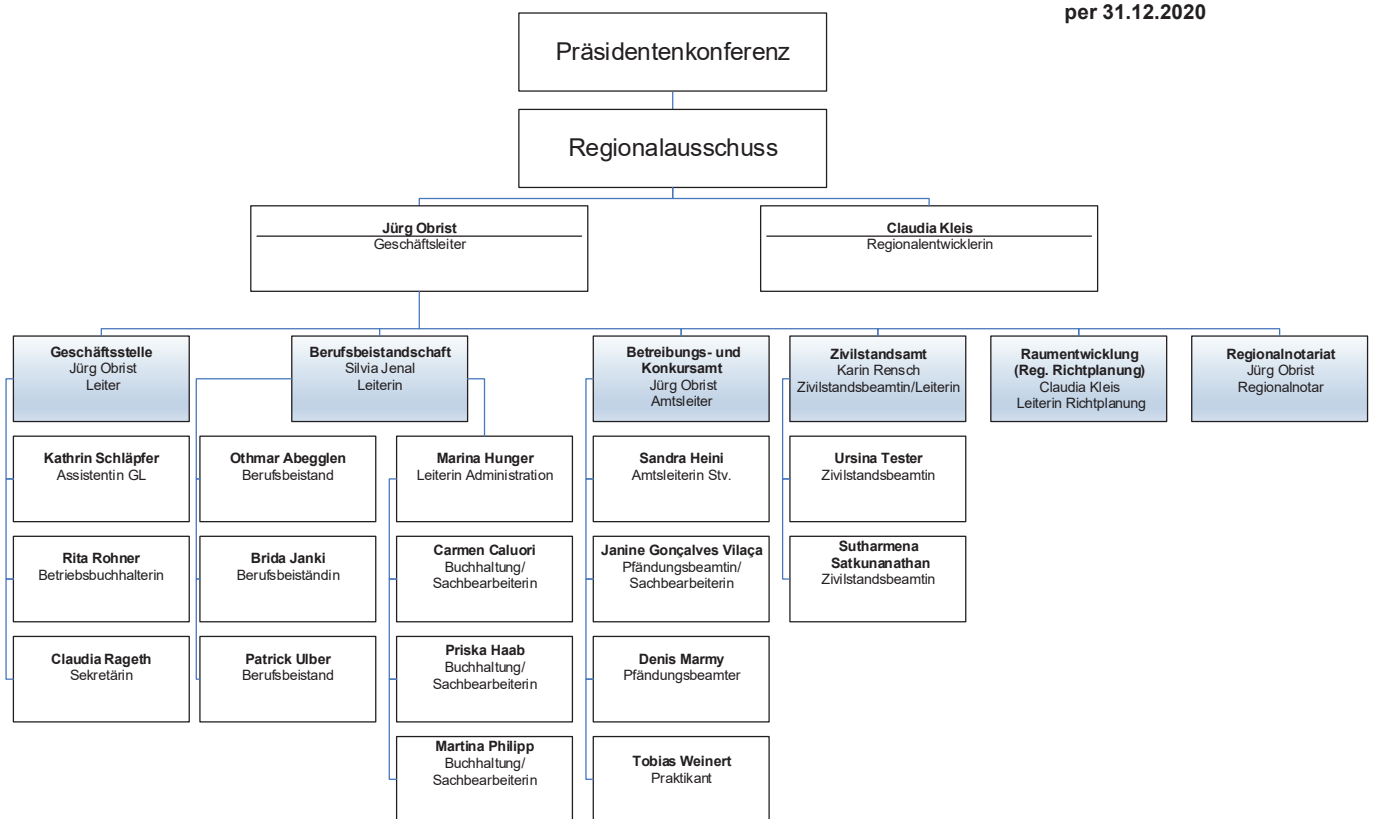 per 31.12.2020
Präsidentenkonferenz
Regionalausschuss
Jürg Obrist
Geschäftsleiter
Claudia Kleis
Regionalentwicklerin
Geschäftsstelle
Jürg Obrist
Leiter
Berufsbeistandschaft
Silvia Jenal
Leiterin
Betreibungs- und
Konkursamt
Jürg Obrist
Amtsleiter
Zivilstandsamt
Karin Rensch
Zivilstandsbeamtin/Leiterin
Raumentwicklung
(Reg. Richtplanung)
Claudia Kleis
Leiterin Richtplanung
Regionalnotariat
Jürg Obrist
Regionalnotar
Kathrin Schläpfer
Assistentin GL
Othmar Abegglen
Berufsbeistand
Marina Hunger
Leiterin Administration
Sandra Heini
Amtsleiterin Stv.
Ursina Tester
Zivilstandsbeamtin
Rita Rohner
Betriebsbuchhalterin
Brida Janki
Berufsbeiständin
Carmen Caluori
Buchhaltung/
Sachbearbeiterin
Janine Gonçalves Vilaça
Pfändungsbeamtin/
Sachbearbeiterin
Sutharmena
Satkunanathan
Zivilstandsbeamtin
Claudia Rageth
Sekretärin
Patrick Ulber
Berufsbeistand
Priska Haab
Buchhaltung/
Sachbearbeiterin
Denis Marmy
Pfändungsbeamter
Martina Philipp
Buchhaltung/
Sachbearbeiterin
Tobias Weinert
Praktikant